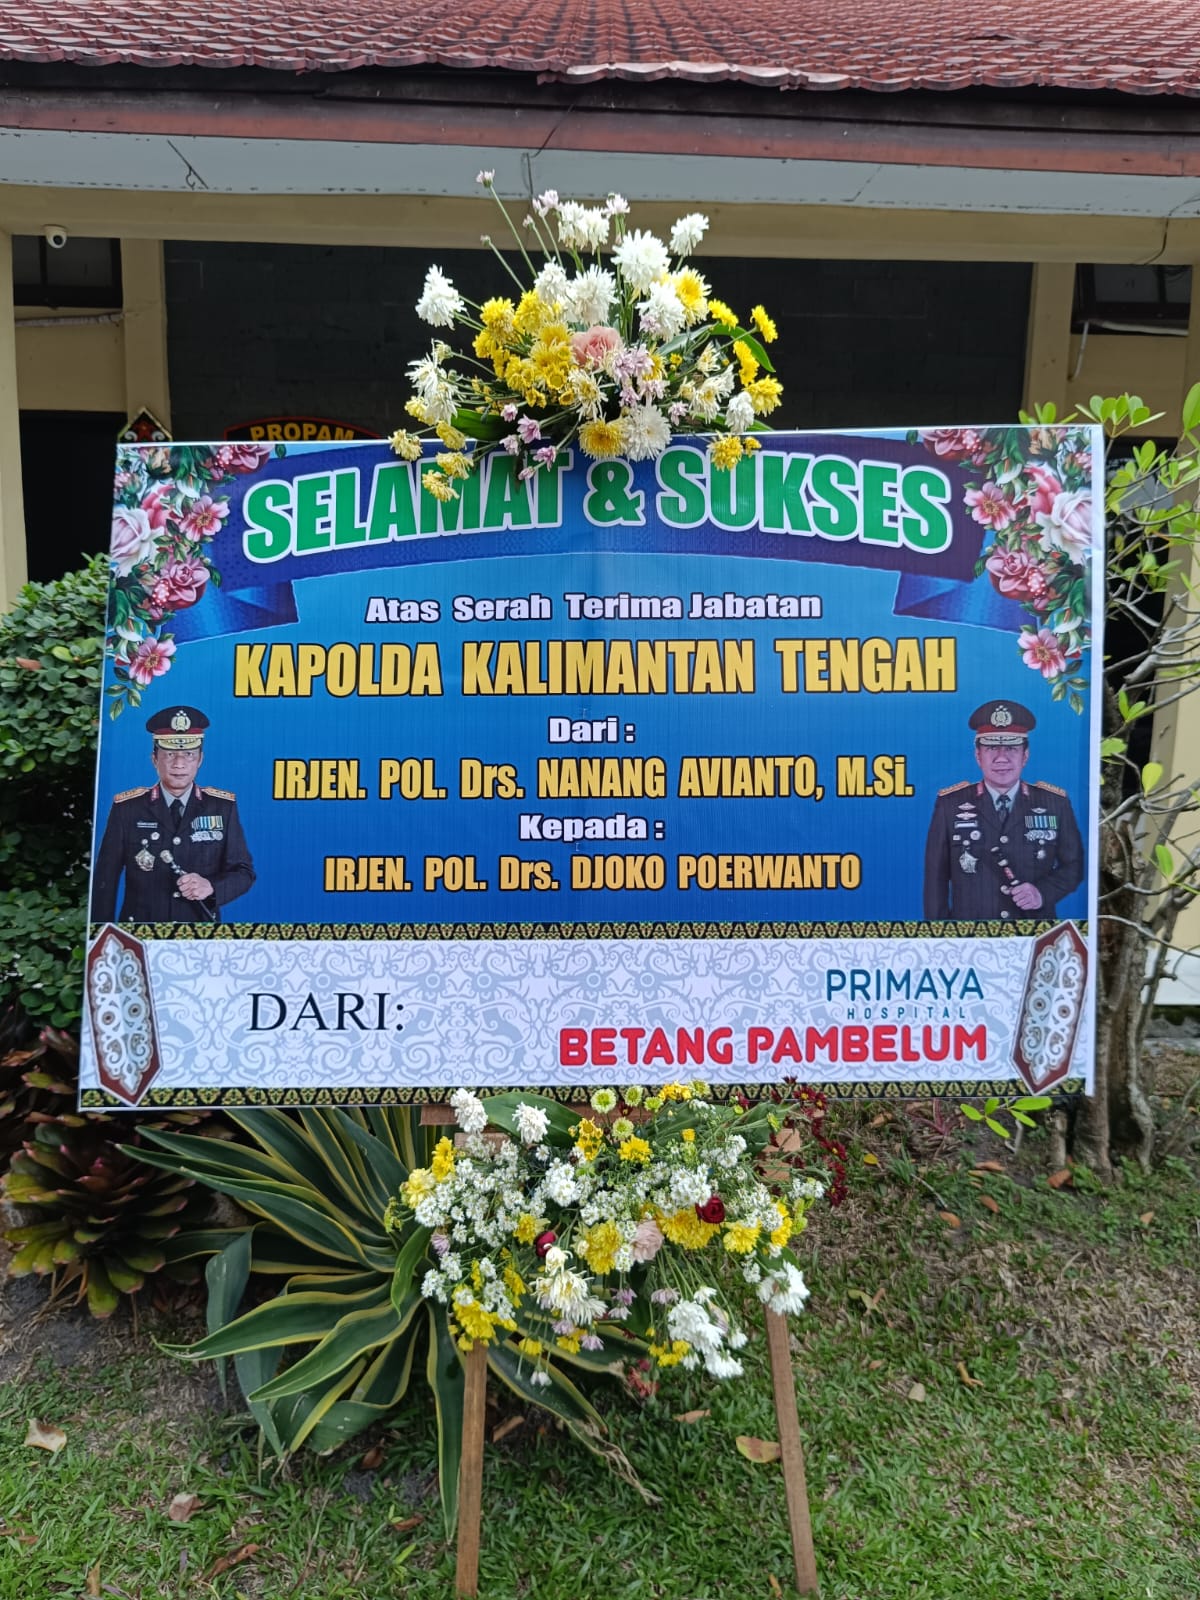 PROPAM
SELAMAT & SUKSES
Atas Serah Terima Jabatan
KAPOLDA KALIMANTAN TENGAH
Dari :
IRJEN. POL. Drs. NANANG AVIANTO, M.Si.
Kepada :
IRJEN. POL. Drs. DJOKO POERWANTO
DARI:
PRIMAYA
HOSPITAL
BETANG PAMBELUM